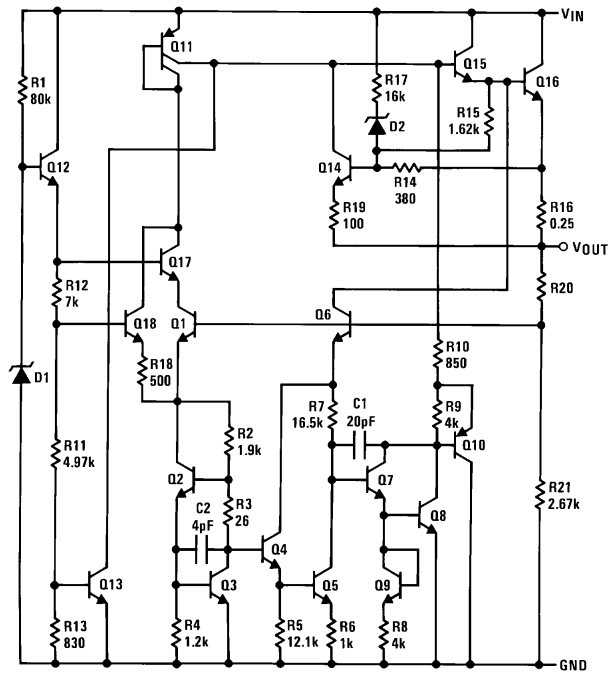 VIN
Q11
Q15
Q16
R1
80k
R17
16k
R15
1.62k
D2
Q12
Q14
R14
380
R19
100
R16
0.25
VOUT
Q17
R12
7k
R20
Q18
Q1
Q6
R18
500
R10
850
D1
R7
16.5k
C1
20pF
R9
4k
Q10
R2
1.9k
R11
4.97k
Q2
Q7
R3
26
C2
4pF
Q8
R21
2.67k
Q4
Q13
Q3
Q5
Q9
R13
830
R4
1.2k
R5
12.1k
R6
1k
R8
4k
GND